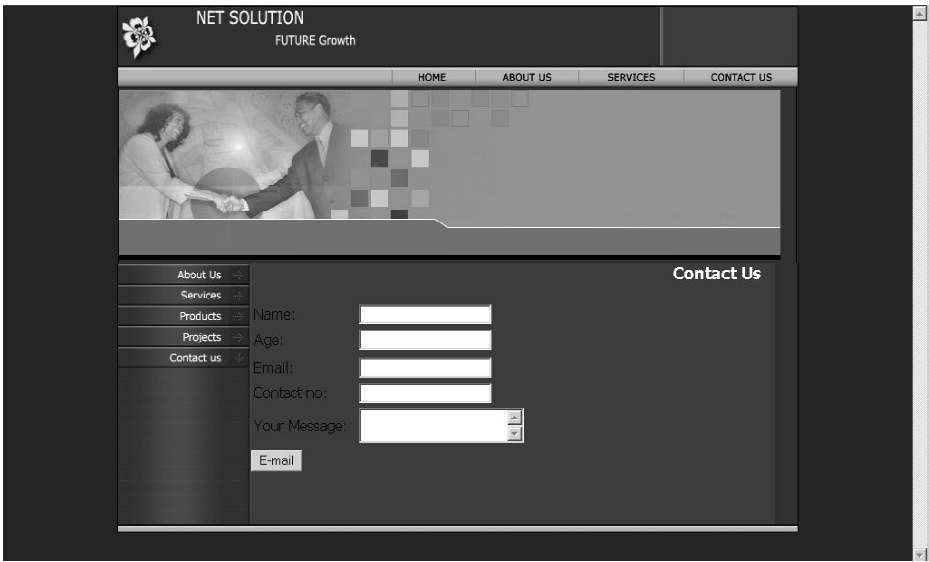 NET SOLUTION
FUTURE Growth
HOME ABOUT US SERVICES CONTACT US
Contact Us
About Us
Services
Products
Projects
Contact us
Name:
Age:
Email:
Contact no:
Your Message:
E-mail